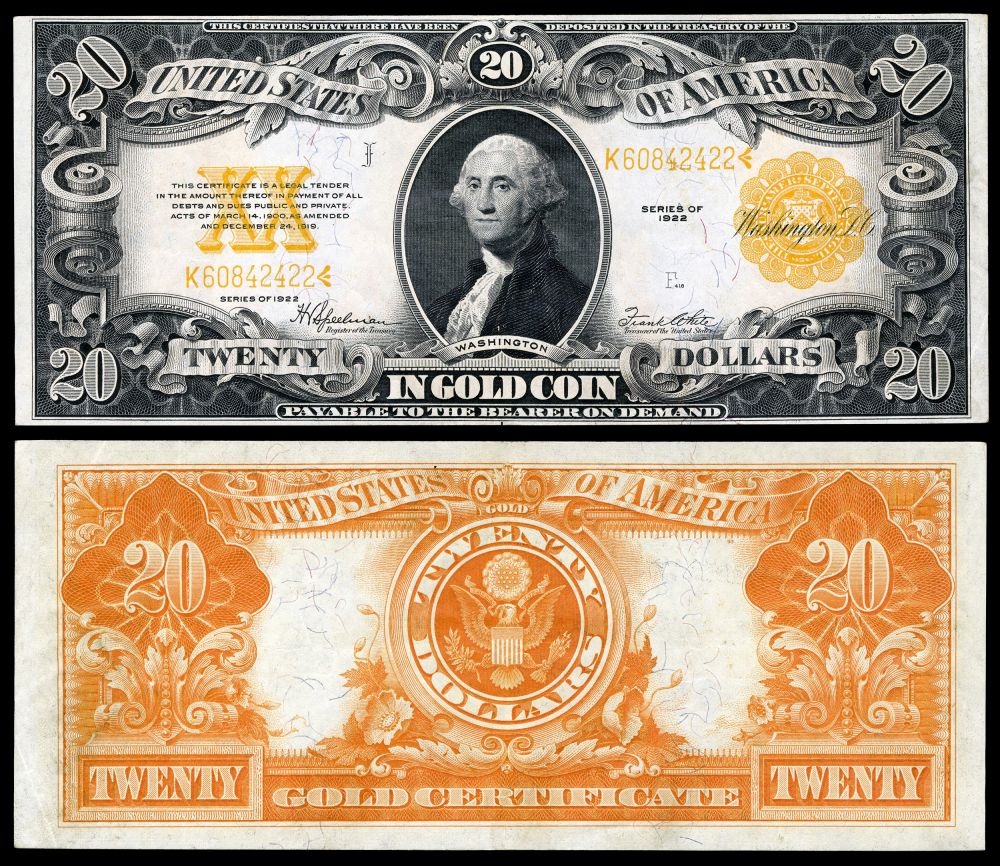 THIS CERTIFIES THAT THERE HAVE BEEN DEPOSITED IN THE TREASURY OF THE
20 20 20
UNITED STATES OF AMERICA
K60842422
XX
THIS CERTIFICATE IS A LEGAL TENDER
IN THE AMOUNT THEREOF IN PAYMENT OF ALL
DEBTS AND DUES PUBLIC AND PRIVATE.
ACTS OF MARCH 14, 1900, AS AMENDED
AND DECEMBER 24, 1919.
SERIES OF
1922
Washington, D.C.
K60842422
F 416
SERIES OF 1922
H V Speelman
Register of the Treasury
Frank White
Treasurer of the United States
WASHINGTON
TWENTY DOLLARS
20 20
IN GOLD COIN
PAYABLE TO THE BEARER ON DEMAND
UNITED STATES OF AMERICA
GOLD
20 20
TWENTY
DOLLARS
TWENTY TWENTY
GOLD CERTIFICATE